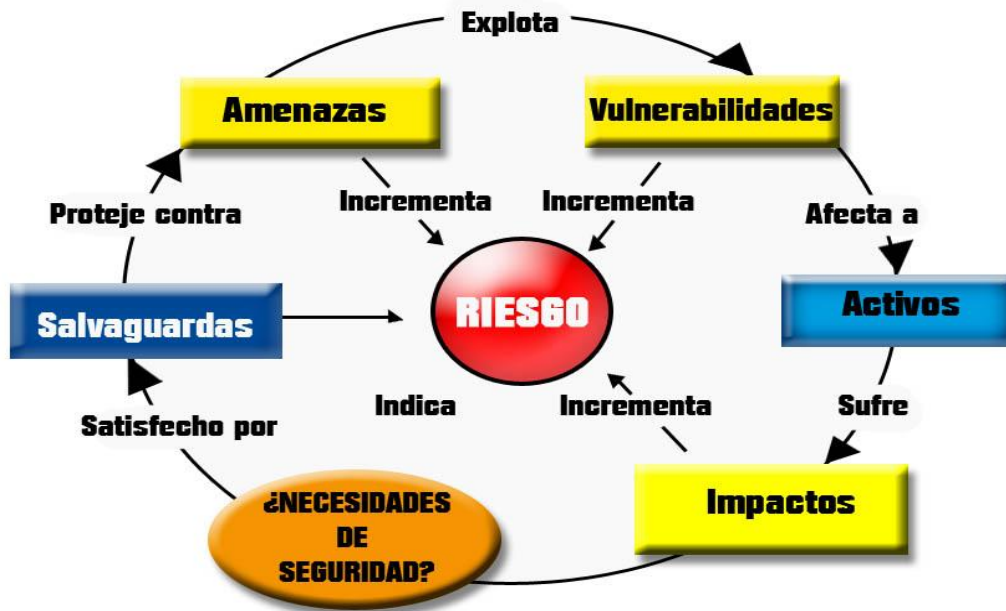 Explota
Amenazas
Vulnerabilidades
Proteje contra
Incrementa
Incrementa
Afecta a
Salvaguardas
RIESGO
Activos
Indica
Incrementa
Sufre
Satisfecho por
¿NECESIDADES
DE
SEGURIDAD?
Impactos